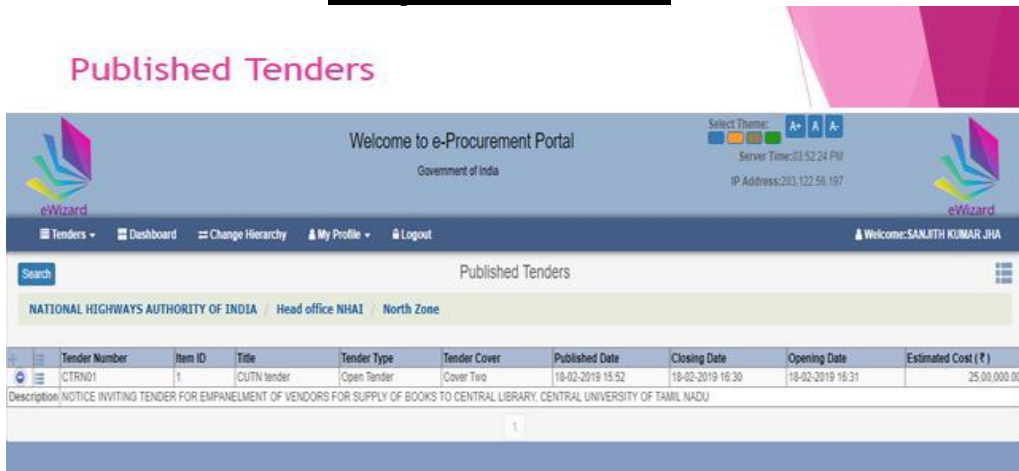 Published Tenders
eWizard
Welcome to e-Procurement Portal
Government of India
Select Theme: A+ A A-
Server Time:03:52:24 PM
IP Address:203.122.56.197
eWizard
Tenders Dashboard Change Hierarchy My Profile Logout Welcome:SANJITH KUMAR JHA
Search Published Tenders
NATIONAL HIGHWAYS AUTHORITY OF INDIA / Head office NHAI / North Zone
Tender Number Item ID Title Tender Type Tender Cover Published Date Closing Date Opening Date Estimated Cost (₹)
CTRN01 1 CUTN tender Open Tender Cover Two 18-02-2019 15:52 18-02-2019 16:30 18-02-2019 16:31 25,00,000.00
Description NOTICE INVITING TENDER FOR EMPANELMENT OF VENDORS FOR SUPPLY OF BOOKS TO CENTRAL LIBRARY, CENTRAL UNIVERSITY OF TAMIL NADU
1